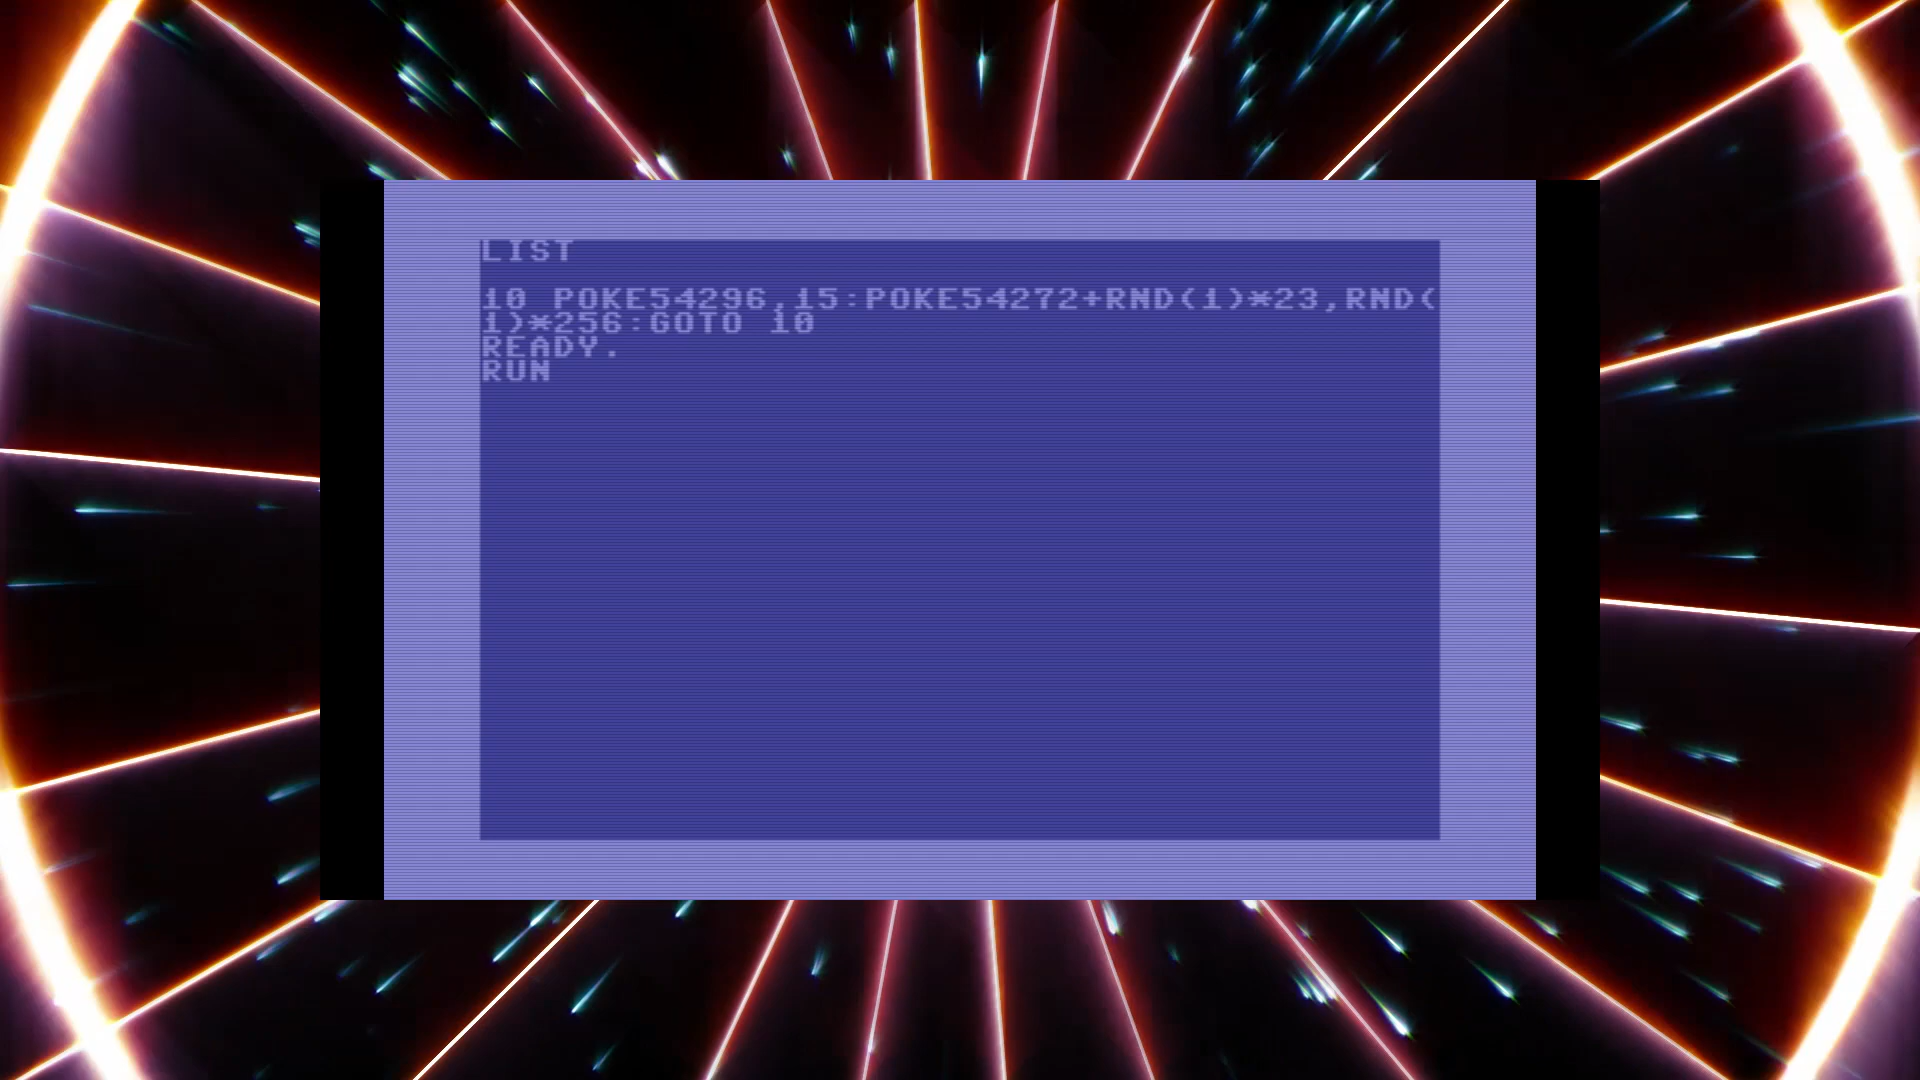 LIST
10 POKE54296,15:POKE54272+RND(1)*23,RND(
1)*256:GOTO 10
READY.
RUN